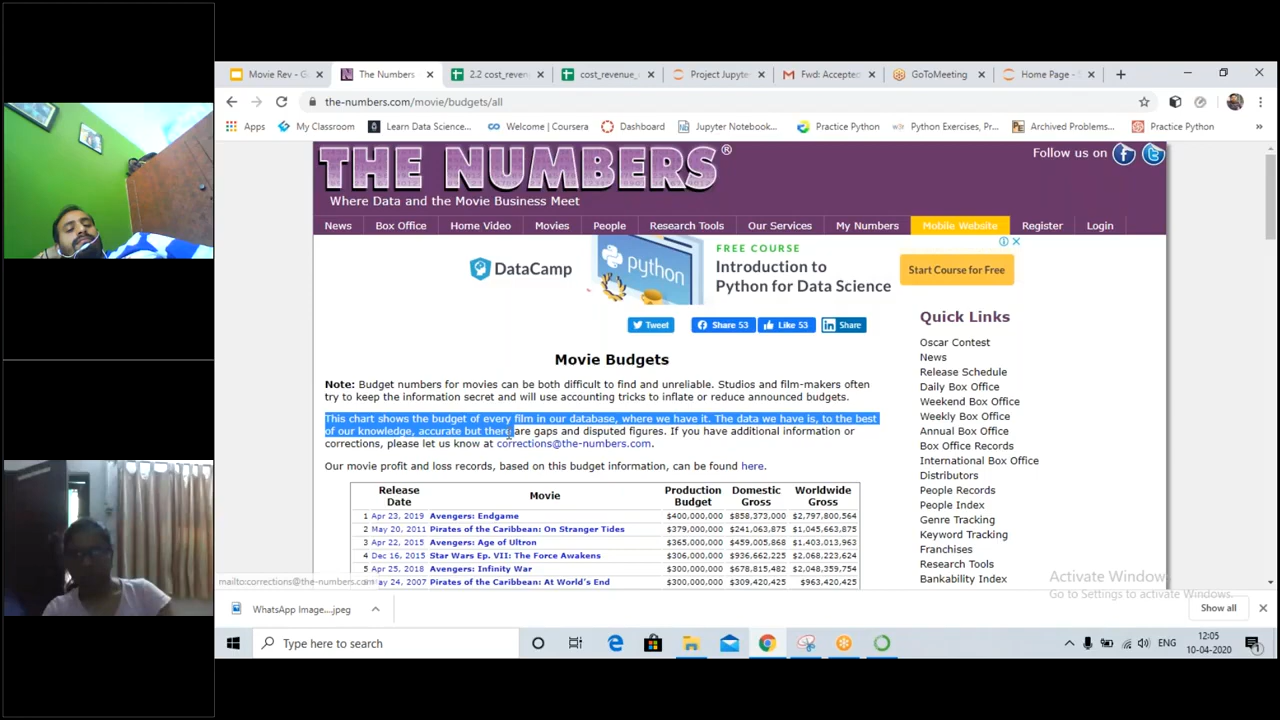 Movie Rev - G
The Numbers
2.2 cost_reven
cost_revenue_
Project Jupyte
Fwd: Accepte
GoToMeeting
Home Page -
the-numbers.com/movie/budgets/all
Apps
My Classroom
Learn Data Science...
Welcome | Coursera
Dashboard
Jupyter Notebook...
Practice Python
Python Exercises, Pr...
Archived Problems...
Practice Python
THE NUMBERS®
Where Data and the Movie Business Meet
Follow us on
News
Box Office
Home Video
Movies
People
Research Tools
Our Services
My Numbers
Mobile Website
Register
Login
DataCamp
python
FREE COURSE
Introduction to
Python for Data Science
Start Course for Free
Tweet
Share 53
Like 53
Share
Movie Budgets
Note: Budget numbers for movies can be both difficult to find and unreliable. Studios and film-makers often
try to keep the information secret and will use accounting tricks to inflate or reduce announced budgets.
This chart shows the budget of every film in our database, where we have it. The data we have is, to the best
of our knowledge, accurate but there are gaps and disputed figures. If you have additional information or
corrections, please let us know at corrections@the-numbers.com.
Our movie profit and loss records, based on this budget information, can be found here.
Release Date Movie Production Budget Domestic Gross Worldwide Gross
1 Apr 23, 2019 Avengers: Endgame $400,000,000 $858,373,000 $2,797,800,564
2 May 20, 2011 Pirates of the Caribbean: On Stranger Tides $379,000,000 $241,063,875 $1,045,663,875
3 Apr 22, 2015 Avengers: Age of Ultron $365,000,000 $459,005,868 $1,403,013,963
4 Dec 16, 2015 Star Wars Ep. VII: The Force Awakens $306,000,000 $936,662,225 $2,068,223,624
5 Apr 25, 2018 Avengers: Infinity War $300,000,000 $678,815,482 $2,048,359,754
May 24, 2007 Pirates of the Caribbean: At World's End $300,000,000 $309,420,425 $963,420,425
Quick Links
Oscar Contest
News
Release Schedule
Daily Box Office
Weekend Box Office
Weekly Box Office
Annual Box Office
Box Office Records
International Box Office
Distributors
People Records
People Index
Genre Tracking
Keyword Tracking
Franchises
Research Tools
Bankability Index
mailto:corrections@the-numbers.com
Activate Windows
Go to Settings to activate Windows.
WhatsApp Image....jpeg
Show all
Type here to search
ENG
12:05
10-04-2020